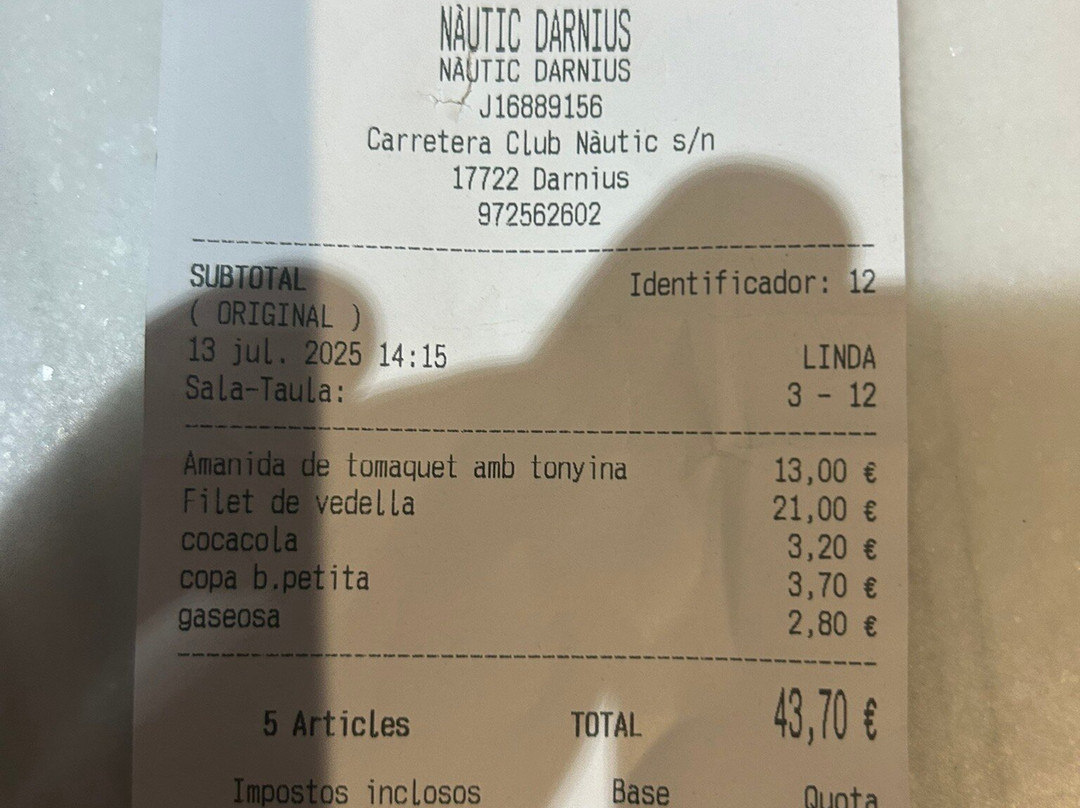 NÀUTIC DARNIUS
NÀUTIC DARNIUS
J16889156
Carretera Club Nàutic s/n
17722 Darnius
972562602
SUBTOTAL Identificador: 12
( ORIGINAL )
13 jul. 2025 14:15 LINDA
Sala-Taula: 3 - 12
Amanida de tomaquet amb tonyina 13,00 €
Filet de vedella 21,00 €
cocacola 3,20 €
copa b.petita 3,70 €
gaseosa 2,80 €
5 Articles TOTAL 43,70 €
Impostos inclosos Base Quota